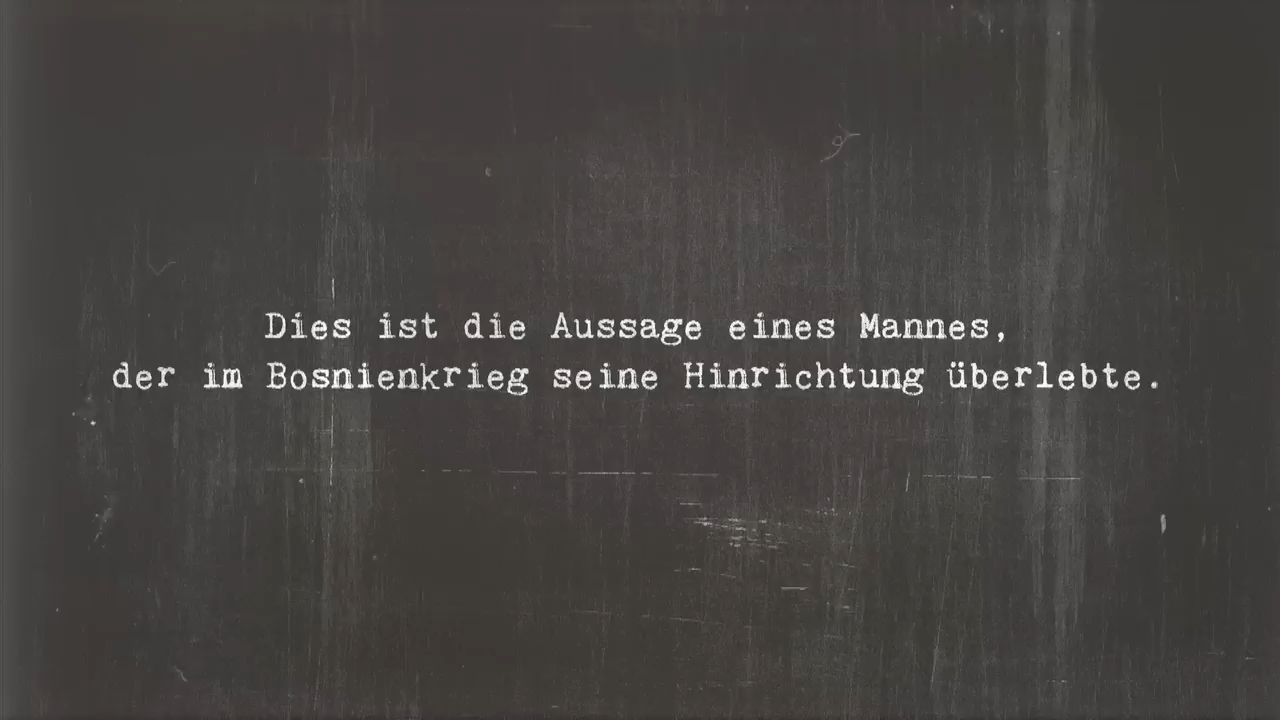 Dies ist die Aussage eines Mannes,
der im Bosnienkrieg seine Hinrichtung überlebte.